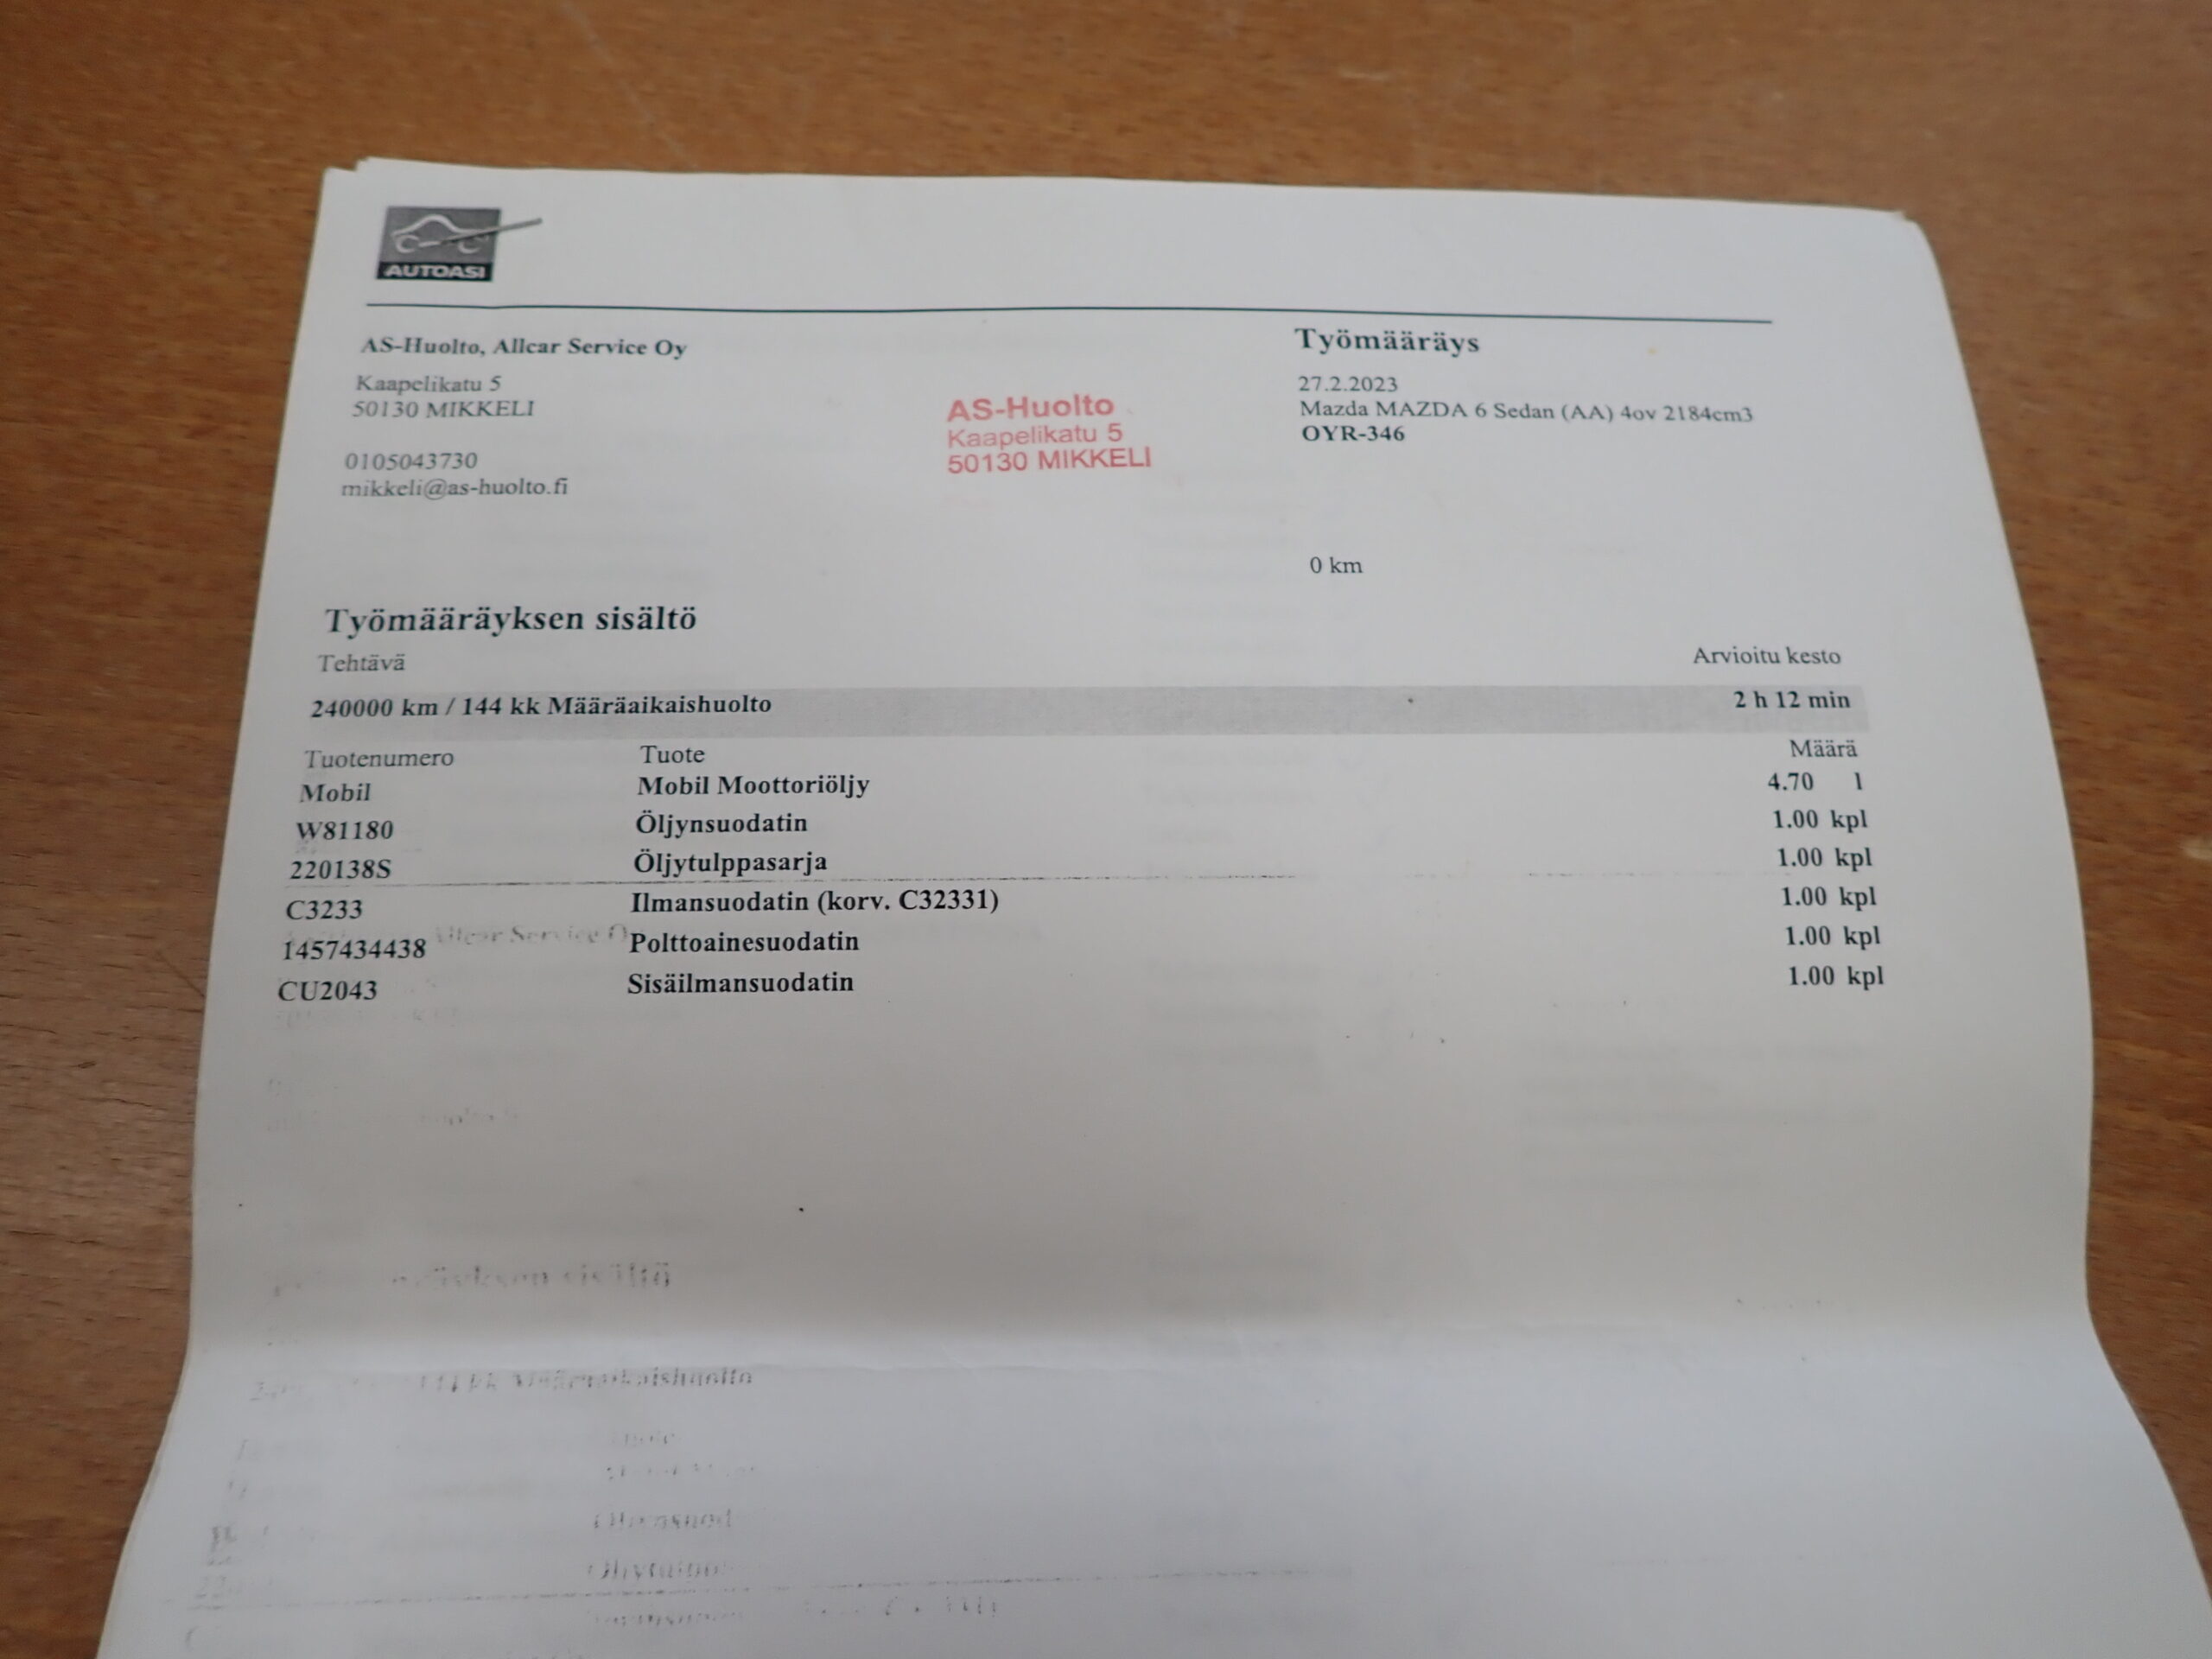 AUTOASI
AS-Huolto, Allcar Service Oy
Kaapelikatu 5
50130 MIKKELI
0105043730
mikkeli@as-huolto.fi
AS-Huolto
Kaapelikatu 5
50130 MIKKELI
Työmääräys
27.2.2023
Mazda MAZDA 6 Sedan (AA) 4ov 2184cm3
OYR-346
0 km
Työmääräyksen sisältö
Tehtävä Arvioitu kesto
240000 km / 144 kk Määräaikaishuolto 2 h 12 min
Tuotenumero Tuote Määrä
Mobil Mobil Moottoriöljy 4.70 l
W81180 Öljynsuodatin 1.00 kpl
220138S Öljytulppasarja 1.00 kpl
C3233 Ilmansuodatin (korv. C32331) 1.00 kpl
1457434438 Polttoainesuodatin 1.00 kpl
CU2043 Sisäilmansuodatin 1.00 kpl